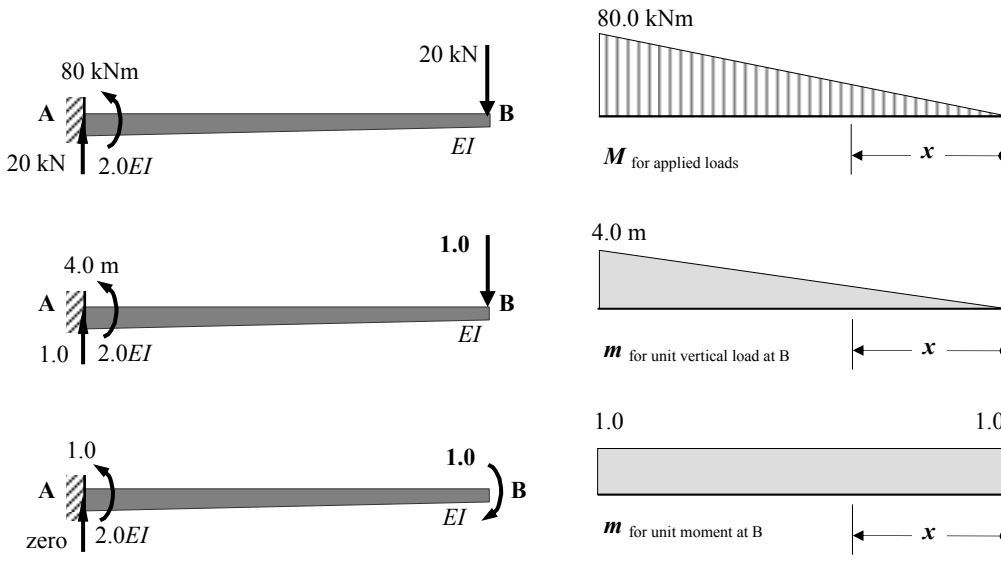 80.0 kNm
20 kN
80 kNm
A
B
EI
20 kN
2.0EI
M for applied loads
x
1.0
4.0 m
4.0 m
A
B
EI
1.0
2.0EI
m for unit vertical load at B
x
1.0
1.0
1.0
1.0
A
B
EI
zero
2.0EI
m for unit moment at B
x